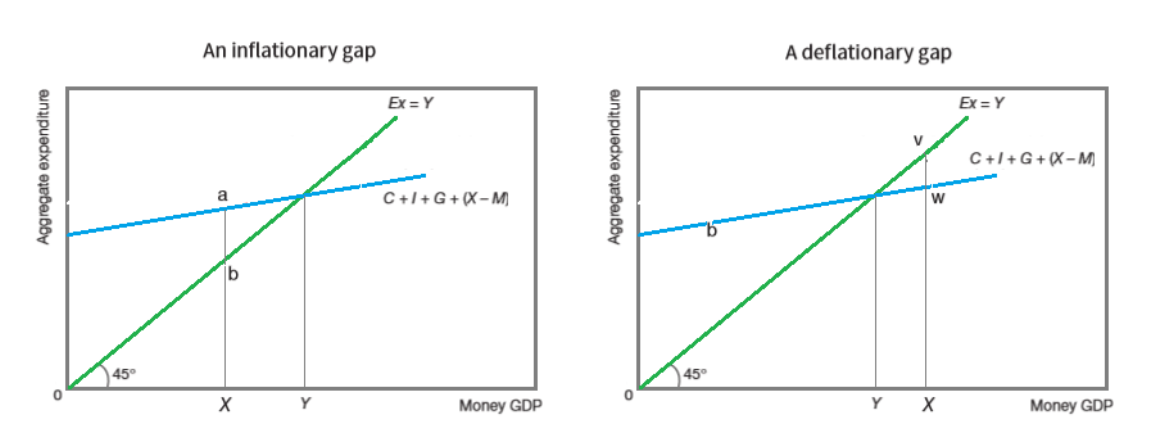 An inflationary gap
Aggregate expenditure
Ex = Y
a
C + I + G + (X – M)
b
45°
0
X
Y
Money GDP
A deflationary gap
Aggregate expenditure
Ex = Y
v
C + I + G + (X – M)
w
b
45°
0
Y
X
Money GDP